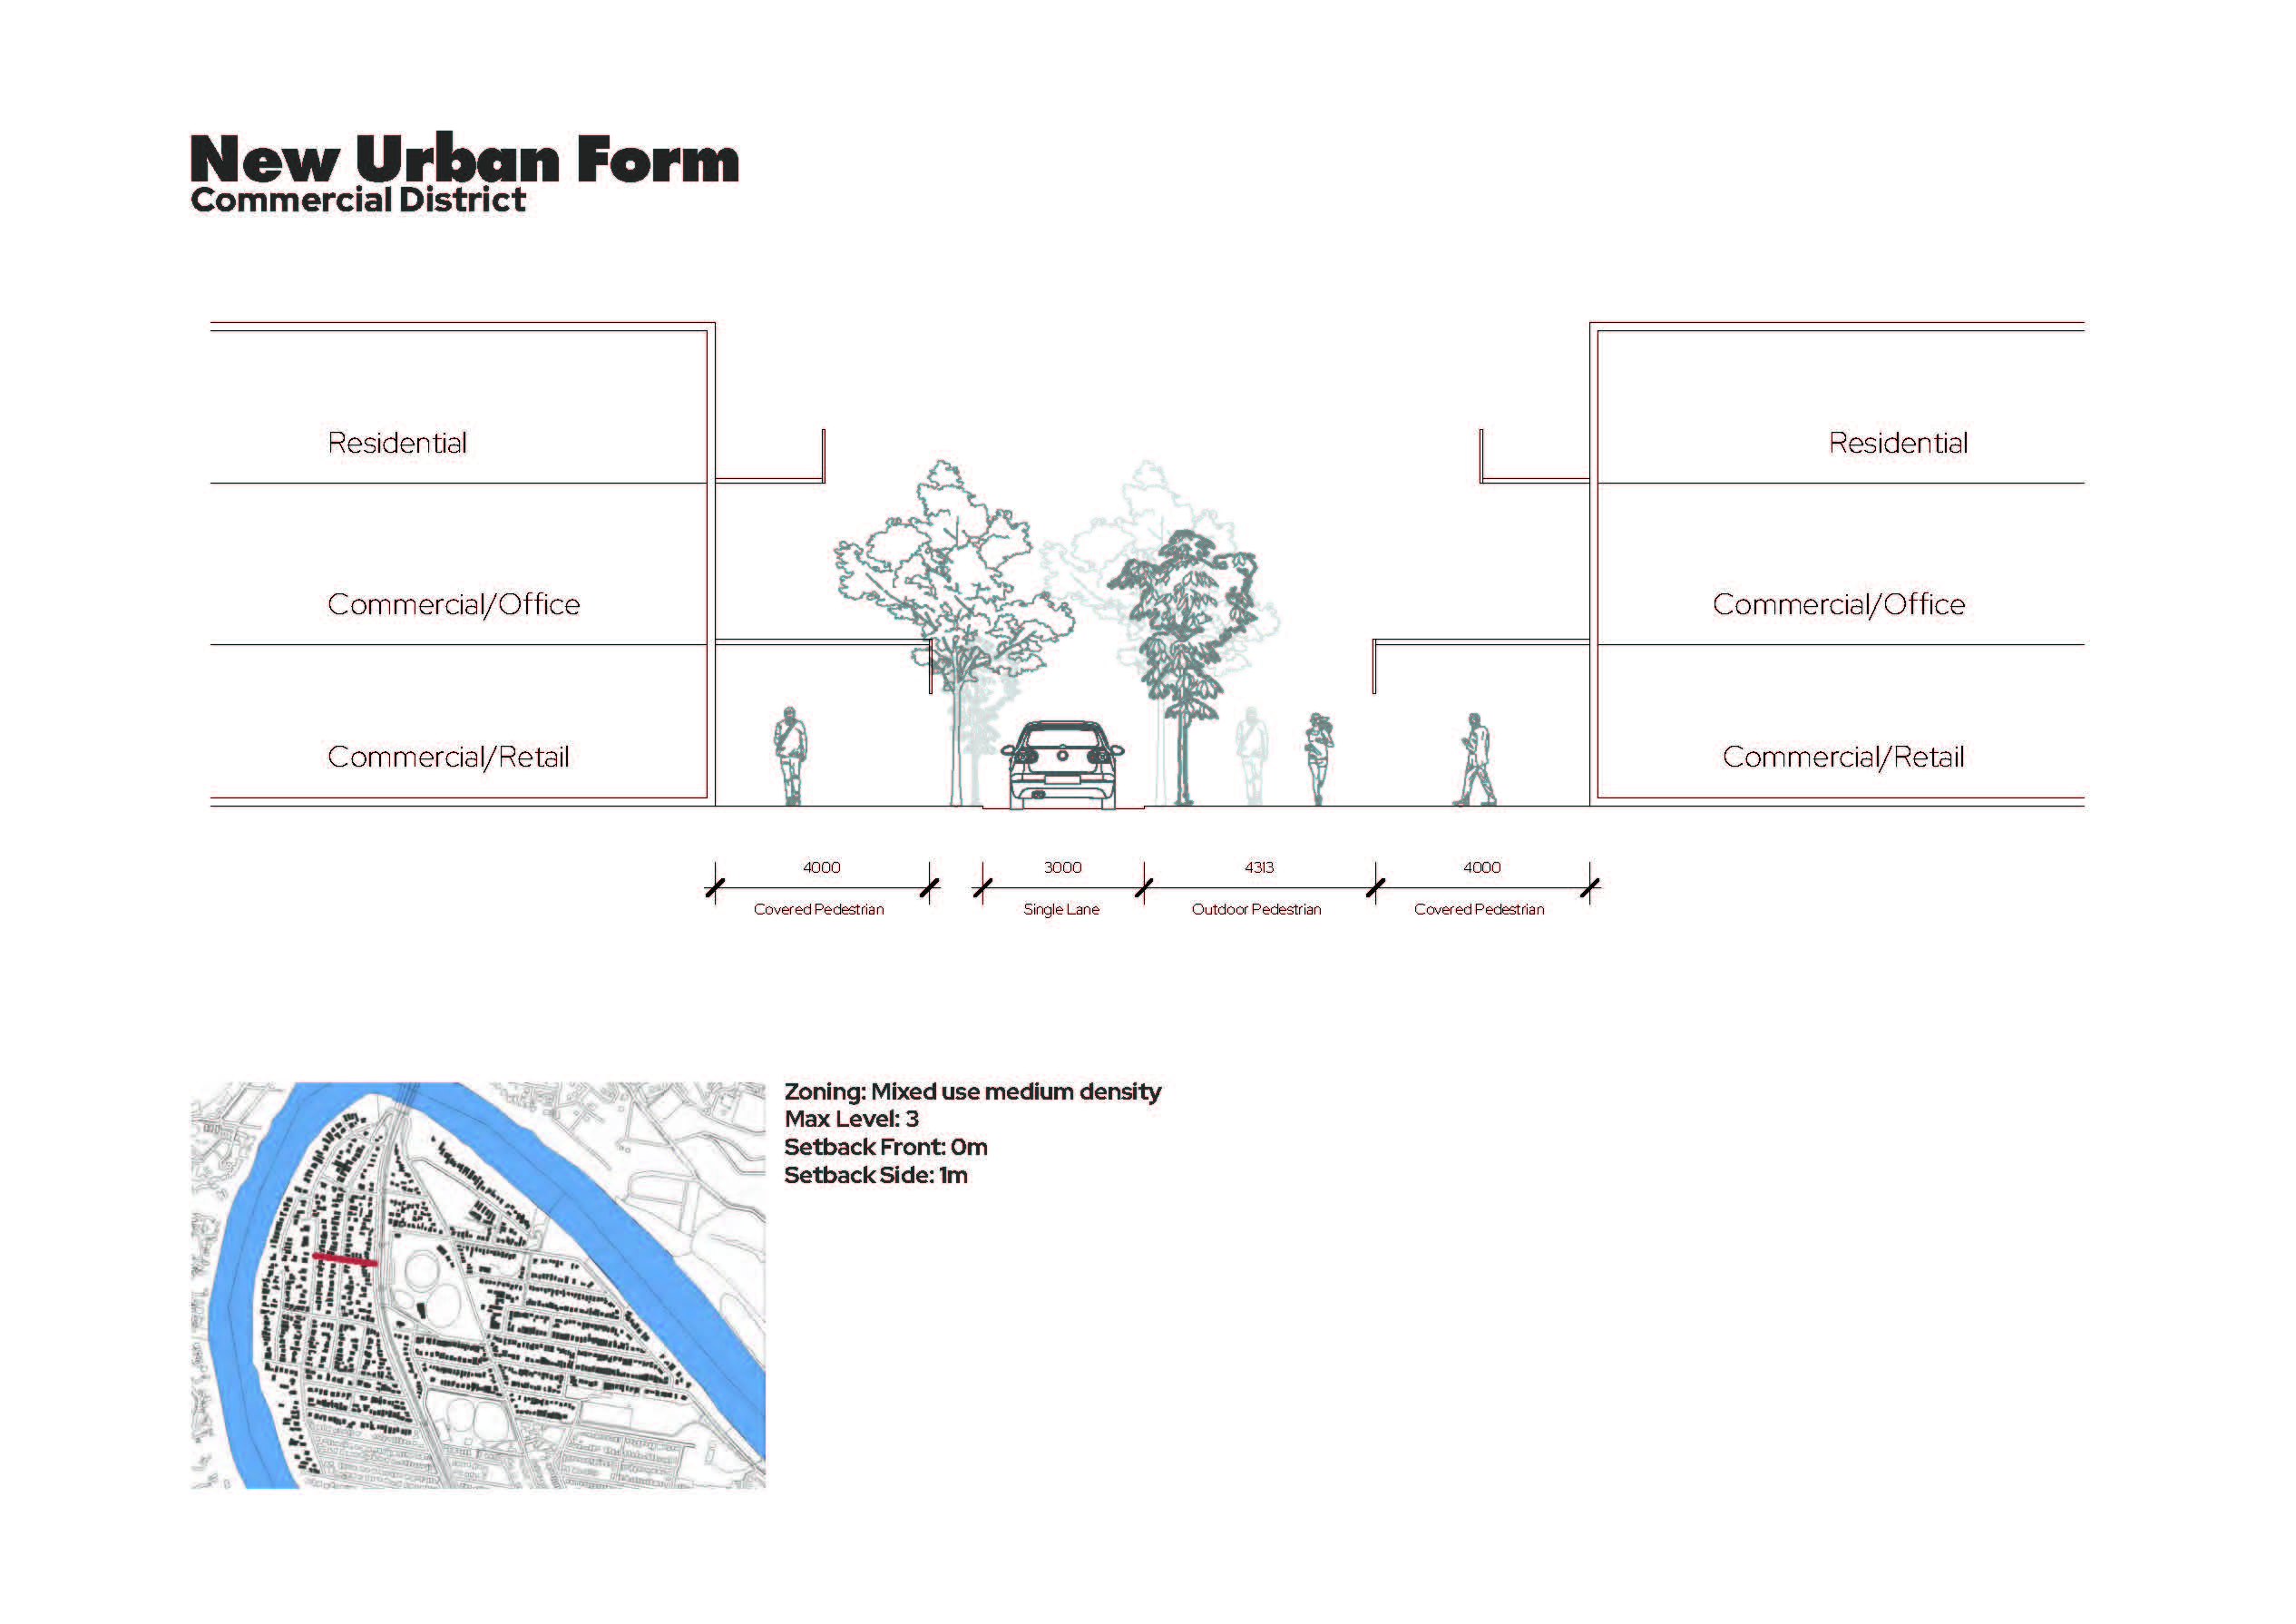 New Urban Form
Commercial District
Residential
Residential
Commercial/Office
Commercial/Office
Commercial/Retail
Commercial/Retail
4000
3000
4313
4000
Covered Pedestrian
Single Lane
Outdoor Pedestrian
Covered Pedestrian
Zoning: Mixed use medium density
Max Level: 3
Setback Front: 0m
Setback Side: 1m